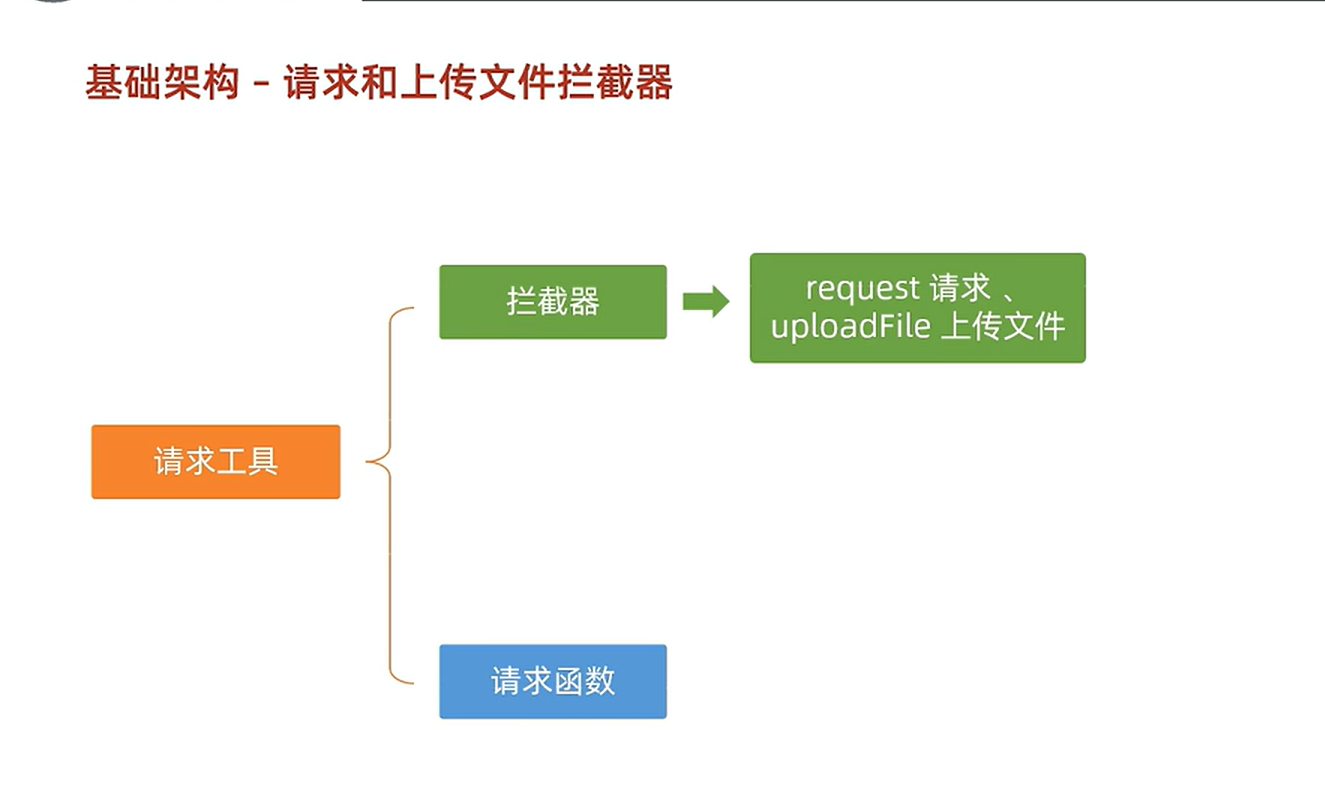 基础架构 – 请求和上传文件拦截器
拦截器
request 请求 、
uploadFile 上传文件
请求工具
请求函数